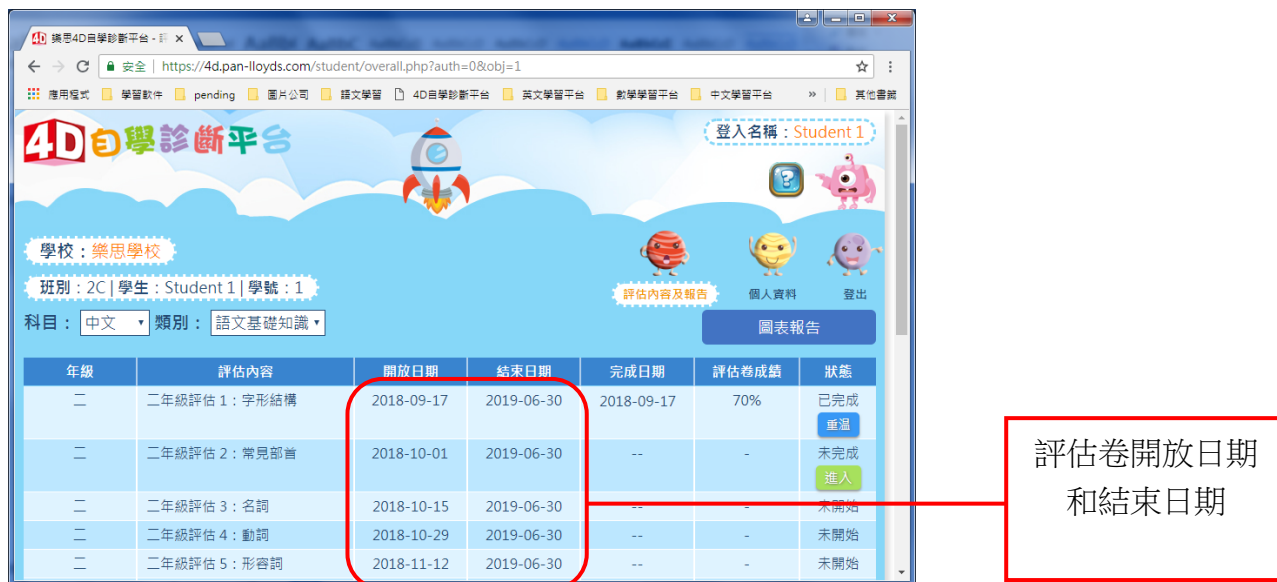 樂思4D自學診斷平台 - 評
安全 | https://4d.pan-lloyds.com/student/overall.php?auth=0&obj=1
應用程式 學習軟件 pending 圖片公司 語文學習 4D自學診斷平台 英文學習平台 數學學習平台 中文學習平台 » 其他書籤
4D自學診斷平台
登入名稱：Student 1
?
學校：樂思學校
班別：2C | 學生：Student 1 | 學號：1
評估內容及報告 個人資料 登出
科目： 中文 類別： 語文基礎知識
圖表報告
年級 評估內容 開放日期 結束日期 完成日期 評估卷成績 狀態
二 二年級評估 1：字形結構 2018-09-17 2019-06-30 2018-09-17 70% 已完成
重溫
二 二年級評估 2：常見部首 2018-10-01 2019-06-30 -- - 未完成
進入
二 二年級評估 3：名詞 2018-10-15 2019-06-30 -- - 未開始
二 二年級評估 4：動詞 2018-10-29 2019-06-30 -- - 未開始
二 二年級評估 5：形容詞 2018-11-12 2019-06-30 -- - 未開始
評估卷開放日期
和結束日期